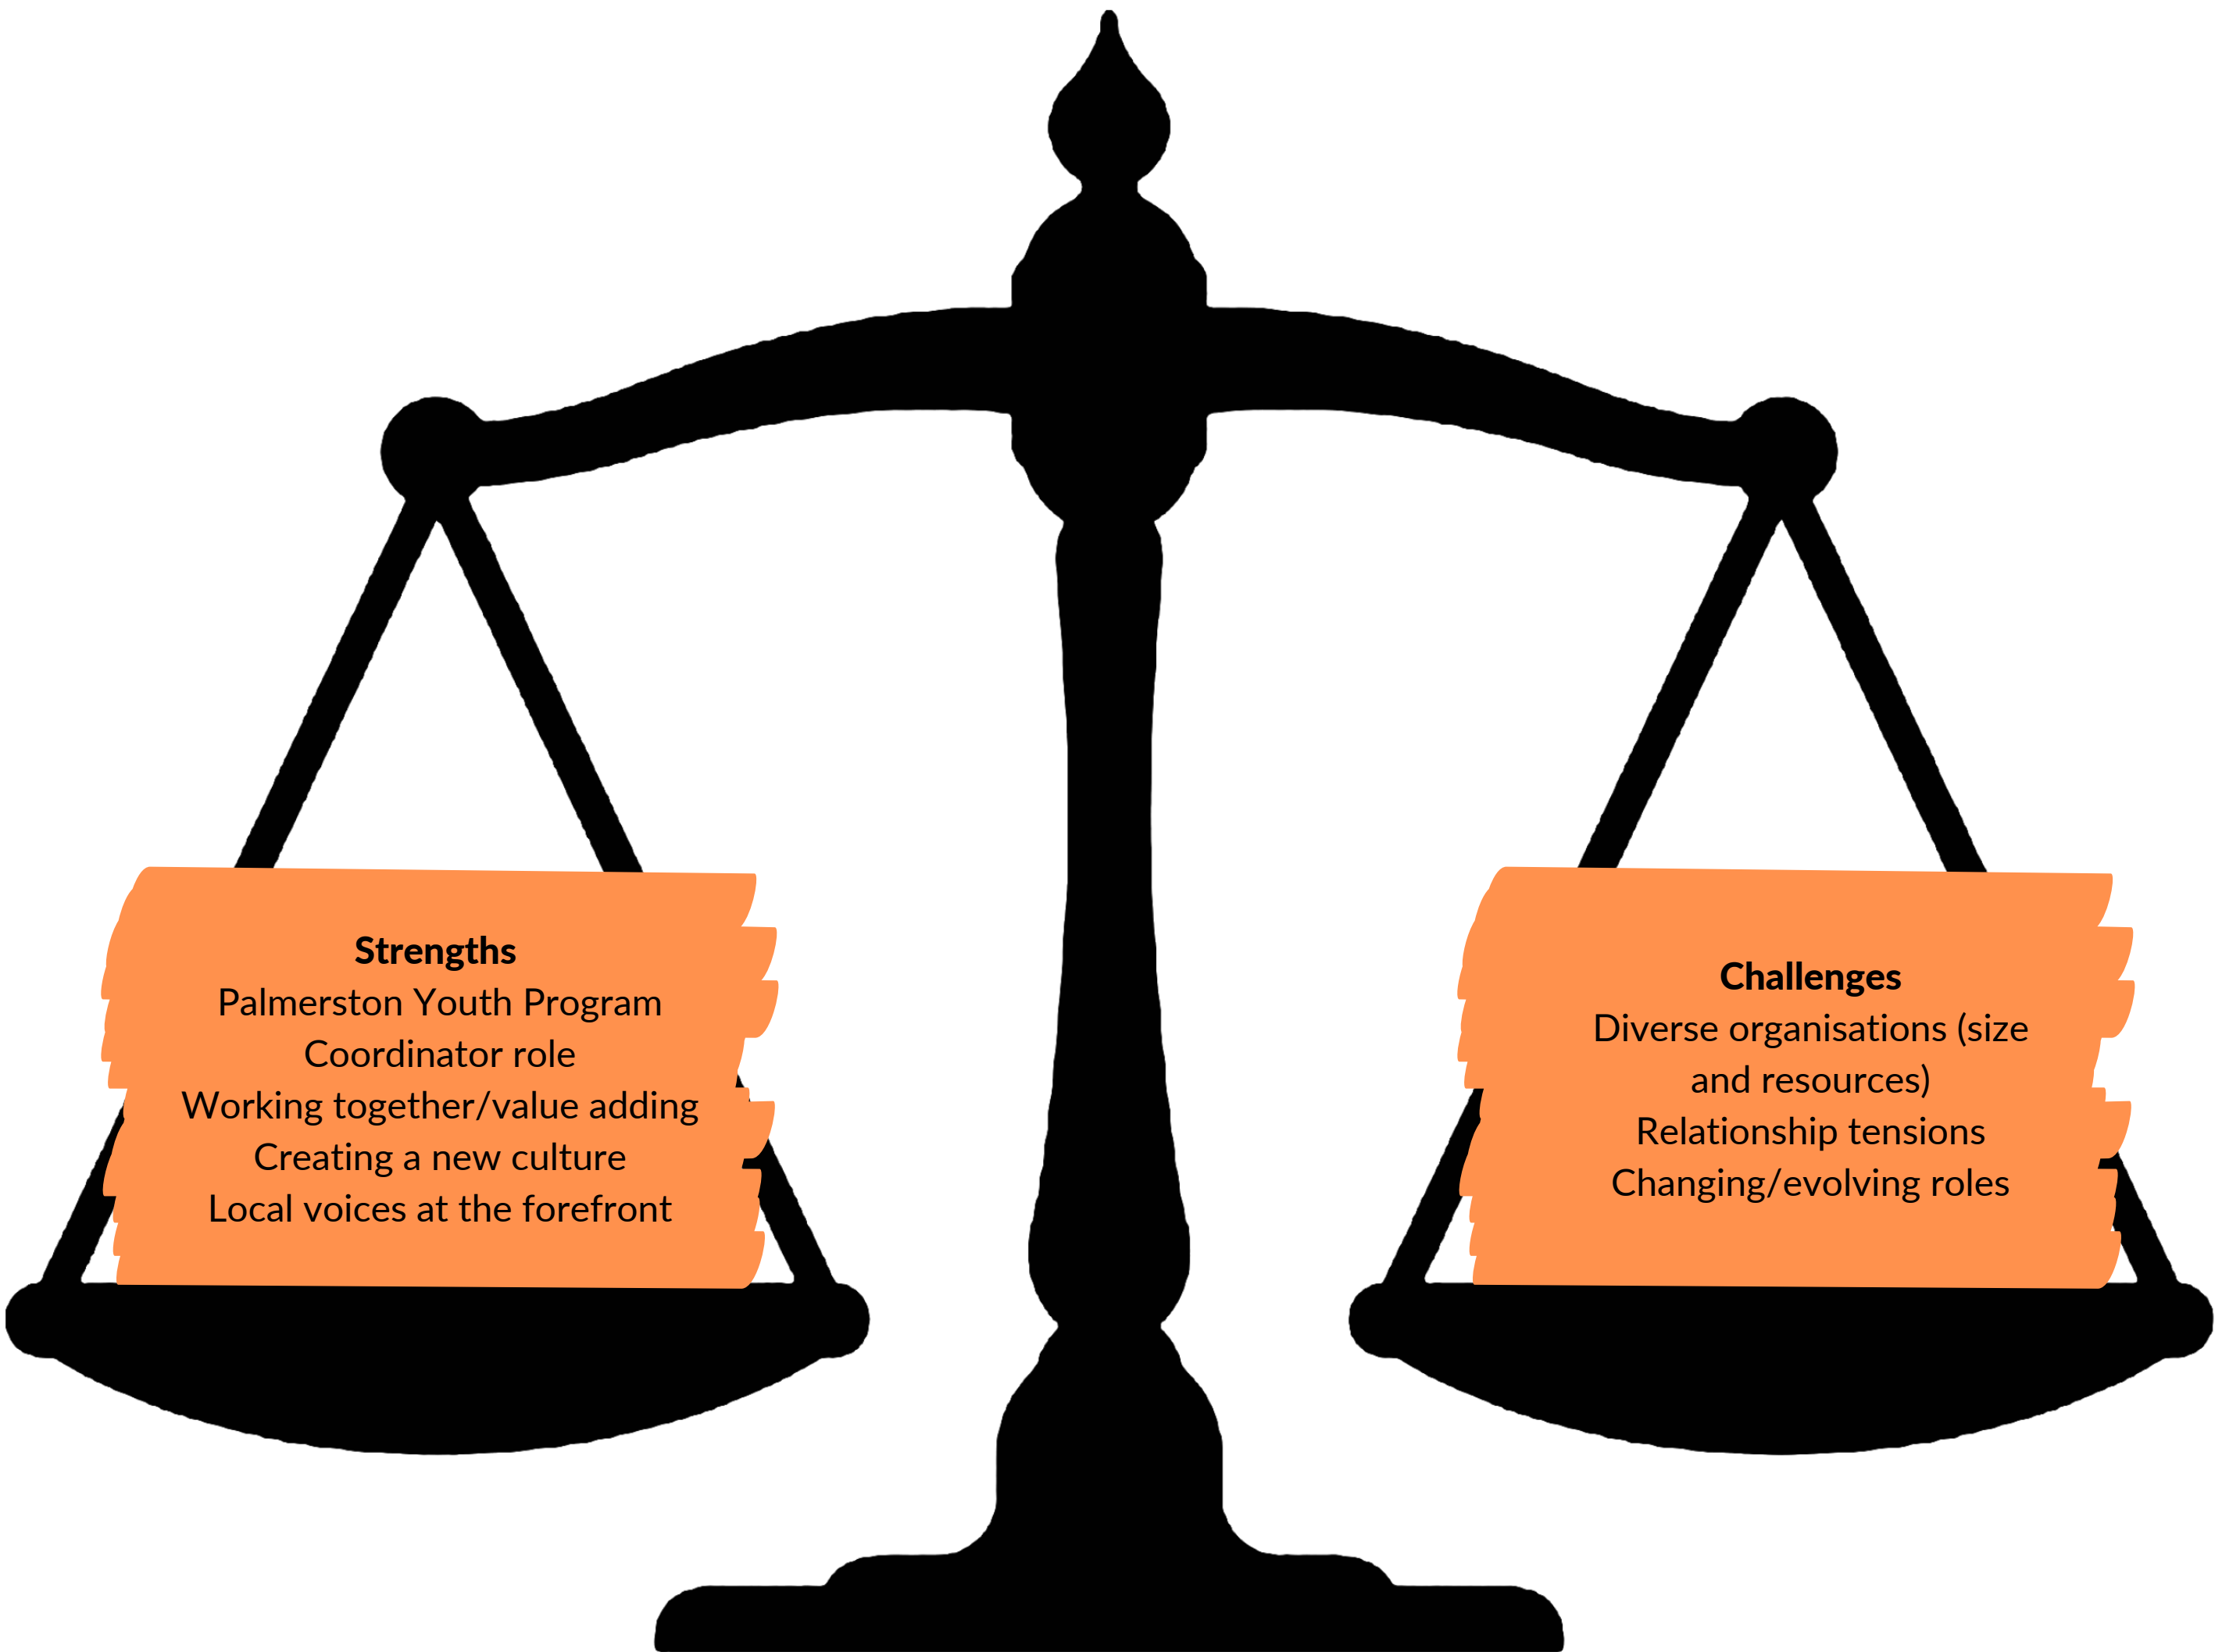 Strengths
Palmerston Youth Program
Coordinator role
Working together/value adding
Creating a new culture
Local voices at the forefront
Challenges
Diverse organisations (size
and resources)
Relationship tensions
Changing/evolving roles